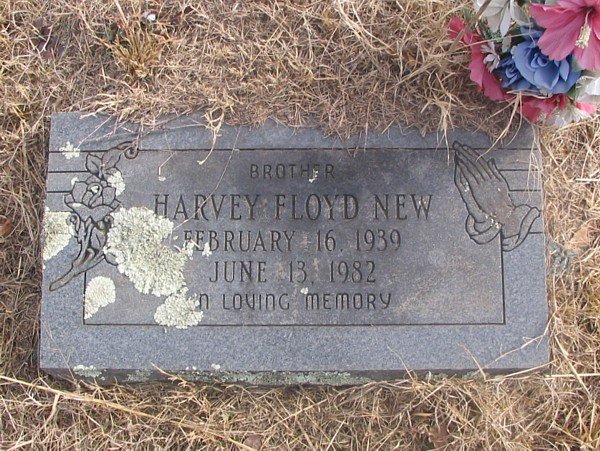 BROTHER
HARVEY FLOYD NEW
FEBRUARY 16, 1939
JUNE 13, 1982
IN LOVING MEMORY